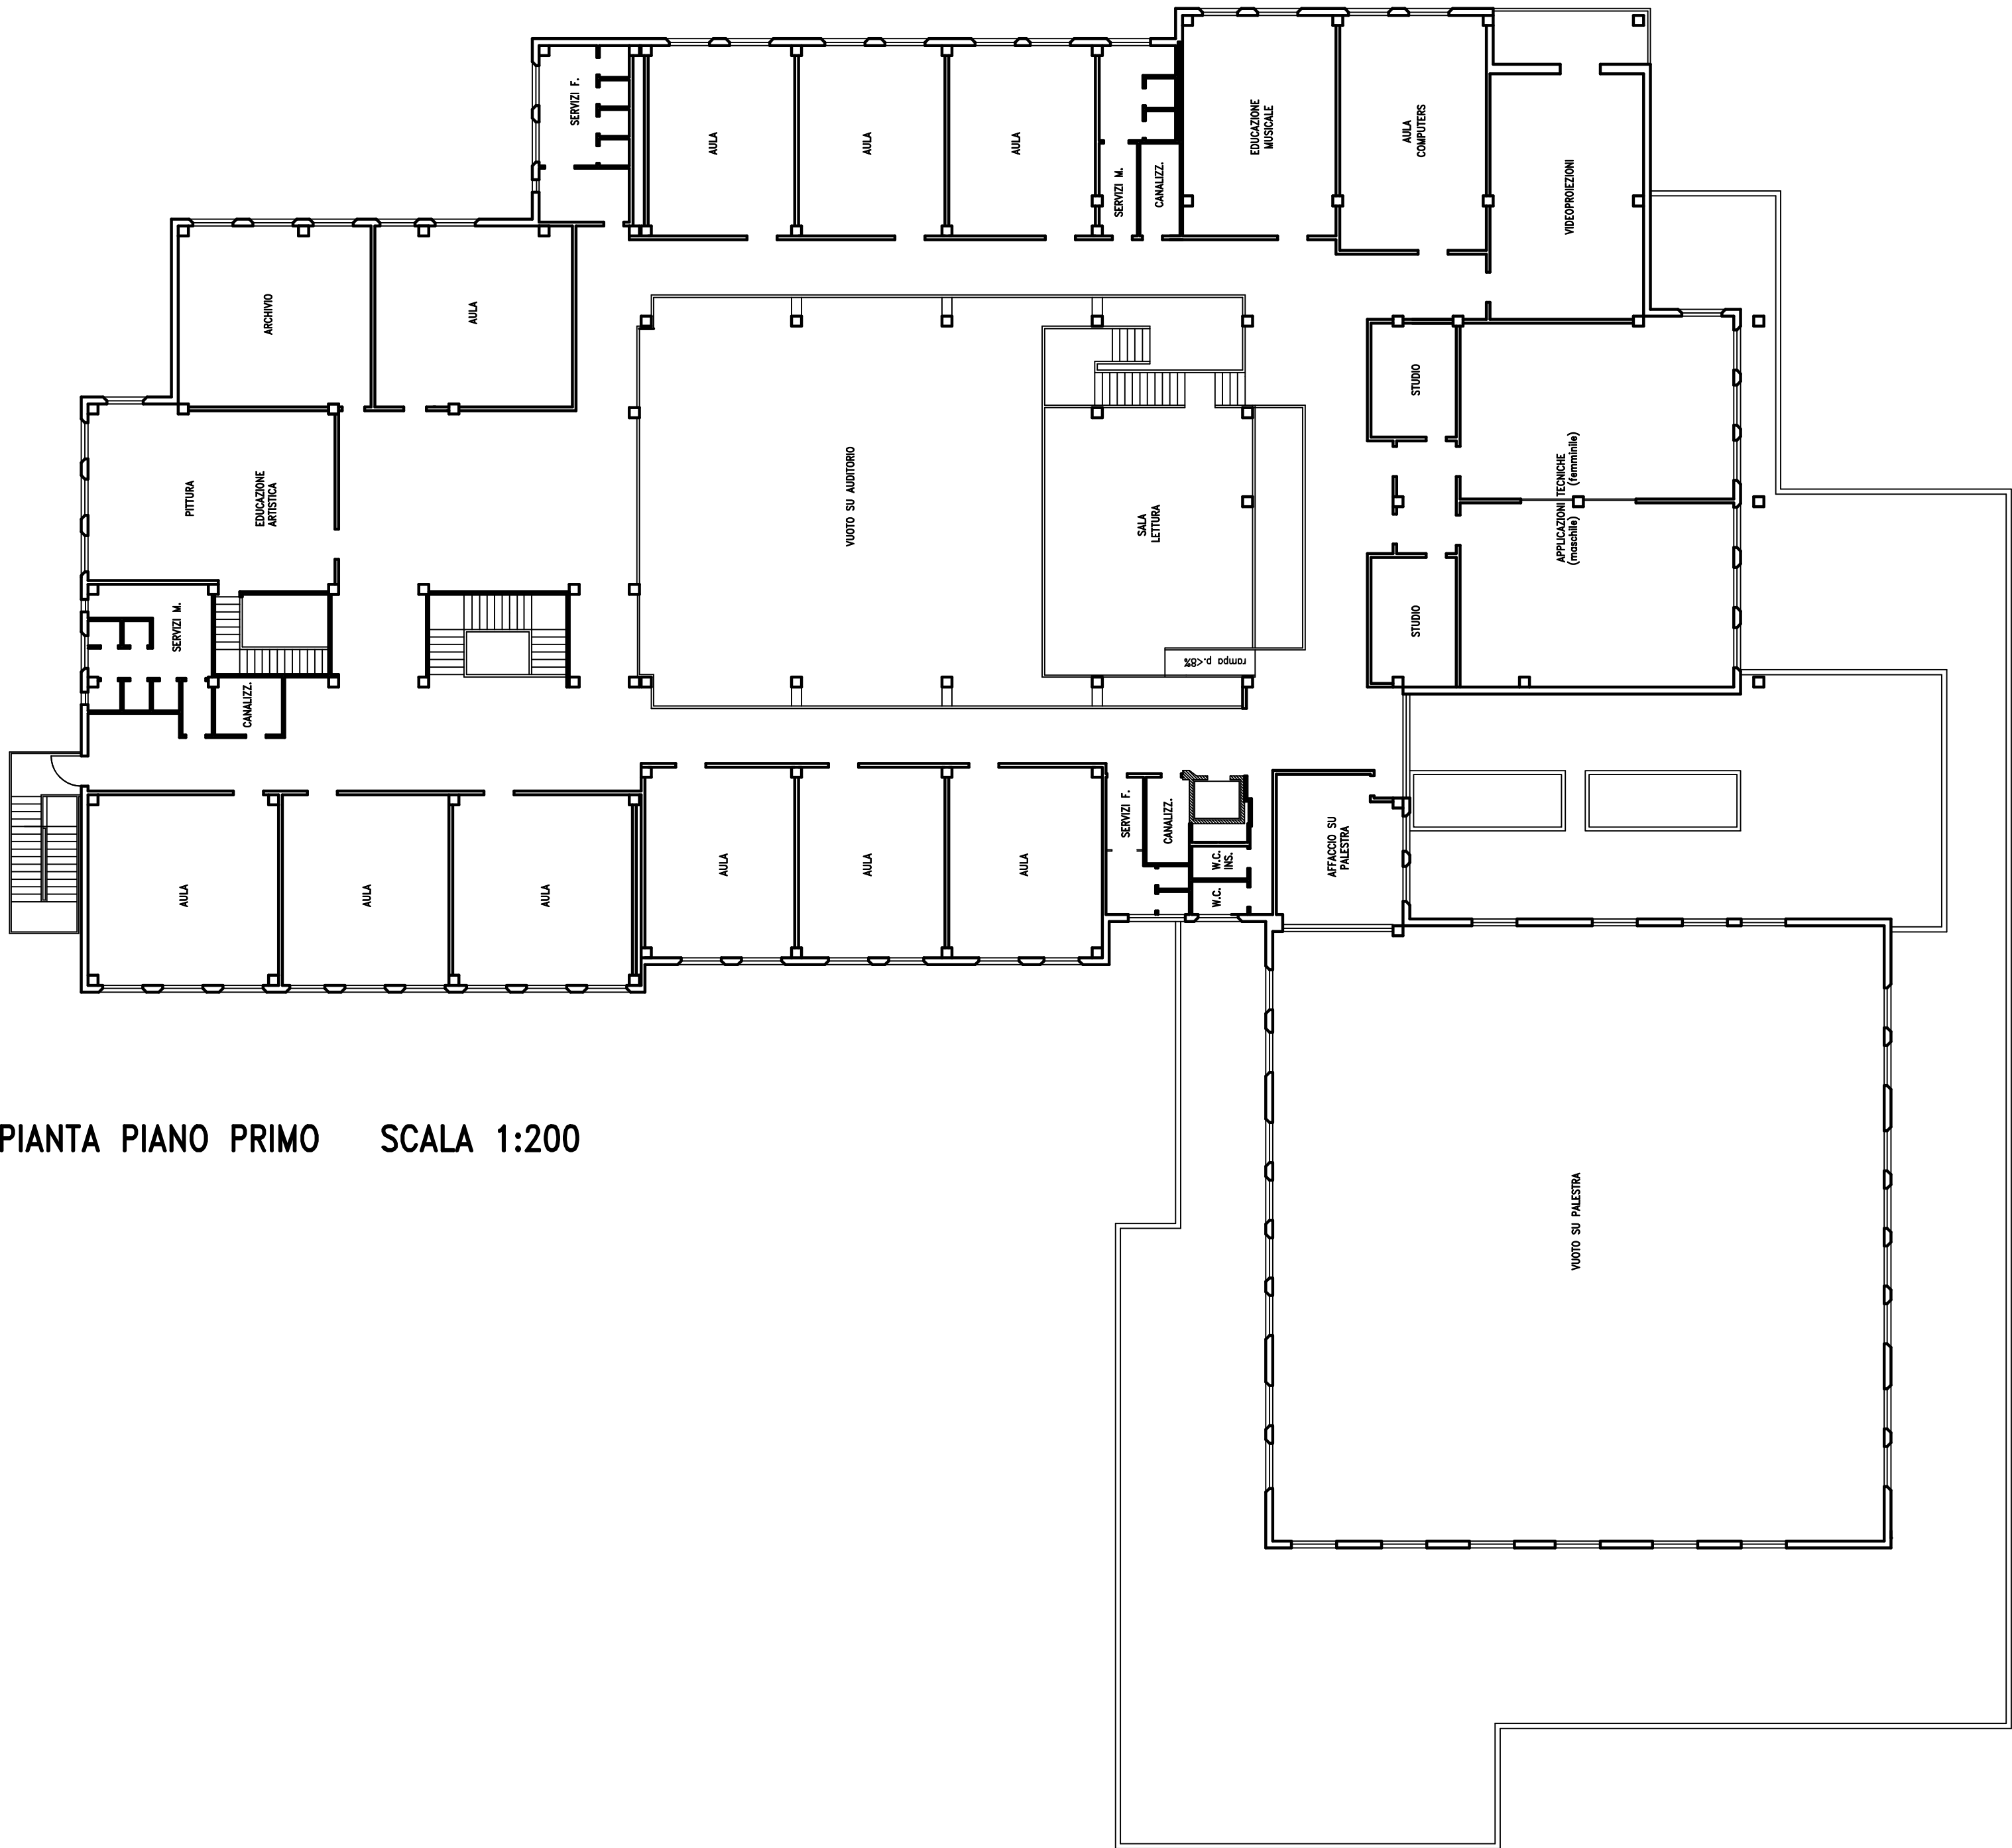 SERVIZI F.
AULA
AULA
AULA
SERVIZI M.
CANALIZZ.
EDUCAZIONE
MUSICALE
AULA
COMPUTERS
VIDEOPROIEZIONI
ARCHIVIO
AULA
STUDIO
PITTURA
EDUCAZIONE
ARTISTICA
VUOTO SU AUDITORIO
SALA
LETTURA
APPLICAZIONI TECNICHE
(femminile)
(maschile)
STUDIO
SERVIZI M.
CANALIZZ.
rampa p.<8%
AULA
AULA
AULA
AULA
AULA
AULA
SERVIZI F.
CANALIZZ.
W.C.
INS.
W.C.
AFFACCIO SU
PALESTRA
PIANTA PIANO PRIMO SCALA 1:200
VUOTO SU PALESTRA